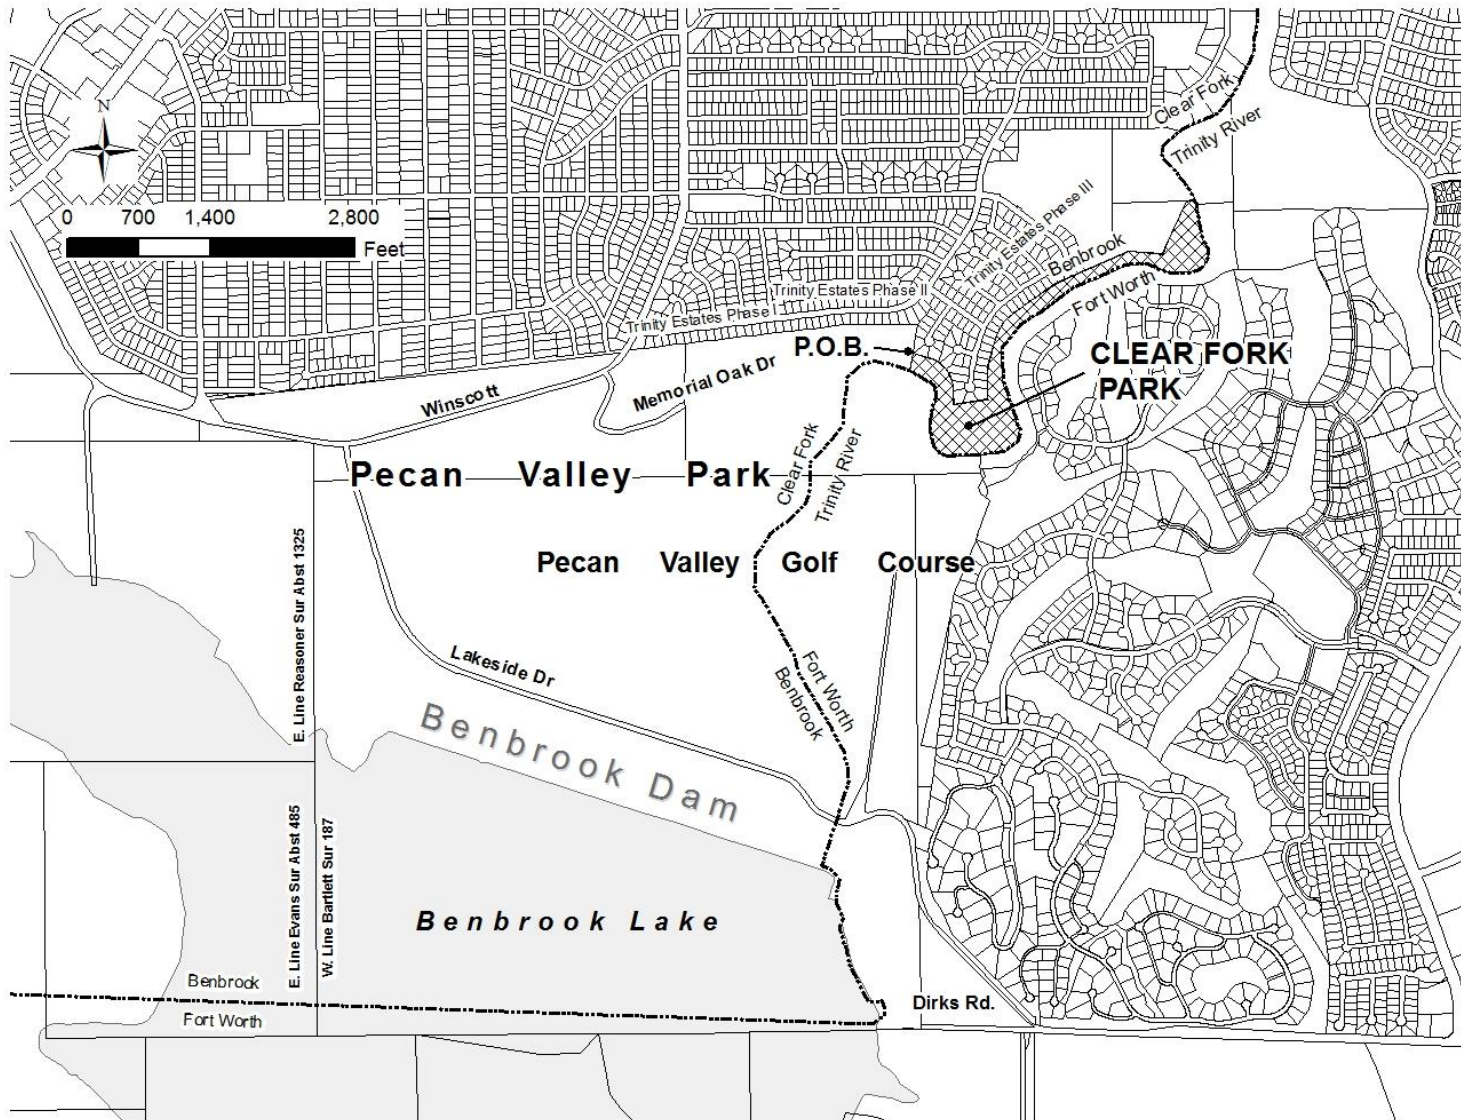 N
0 700 1,400 2,800
Feet
Clear Fork
Trinity River
Trinity Estates Phase III
Benbrook
Fort Worth
Trinity Estates Phase II
Trinity Estates Phase I
P.O.B.
CLEAR FORK
PARK
Memorial Oak Dr
Winscott
Clear Fork
Trinity River
Pecan Valley Park
Pecan Valley Golf Course
E. Line Reasoner Sur Abst 1325
Lakeside Dr
Fort Worth
Benbrook
Benbrook Dam
E. Line Evans Sur Abst 485
W. Line Bartlett Sur 187
Benbrook Lake
Benbrook
Fort Worth
Dirks Rd.